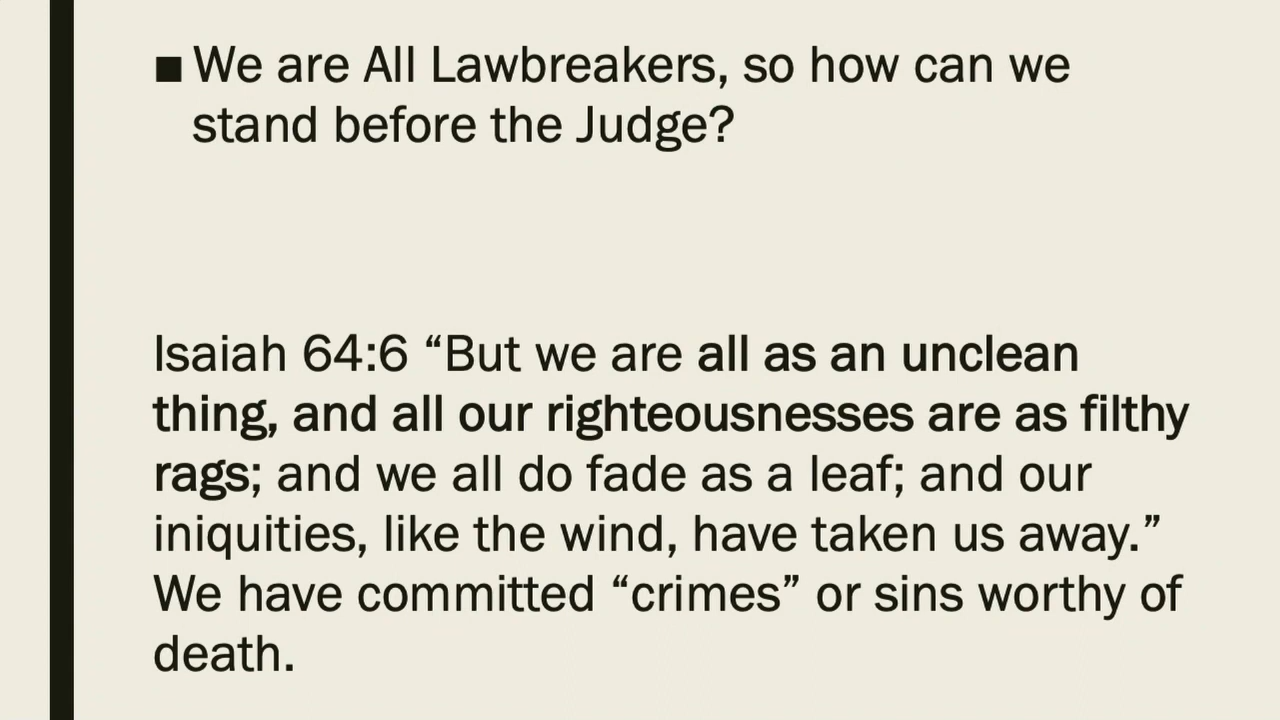 ■ We are All Lawbreakers, so how can we
stand before the Judge?
Isaiah 64:6 “But we are all as an unclean
thing, and all our righteousnesses are as filthy
rags; and we all do fade as a leaf; and our
iniquities, like the wind, have taken us away.”
We have committed “crimes” or sins worthy of
death.